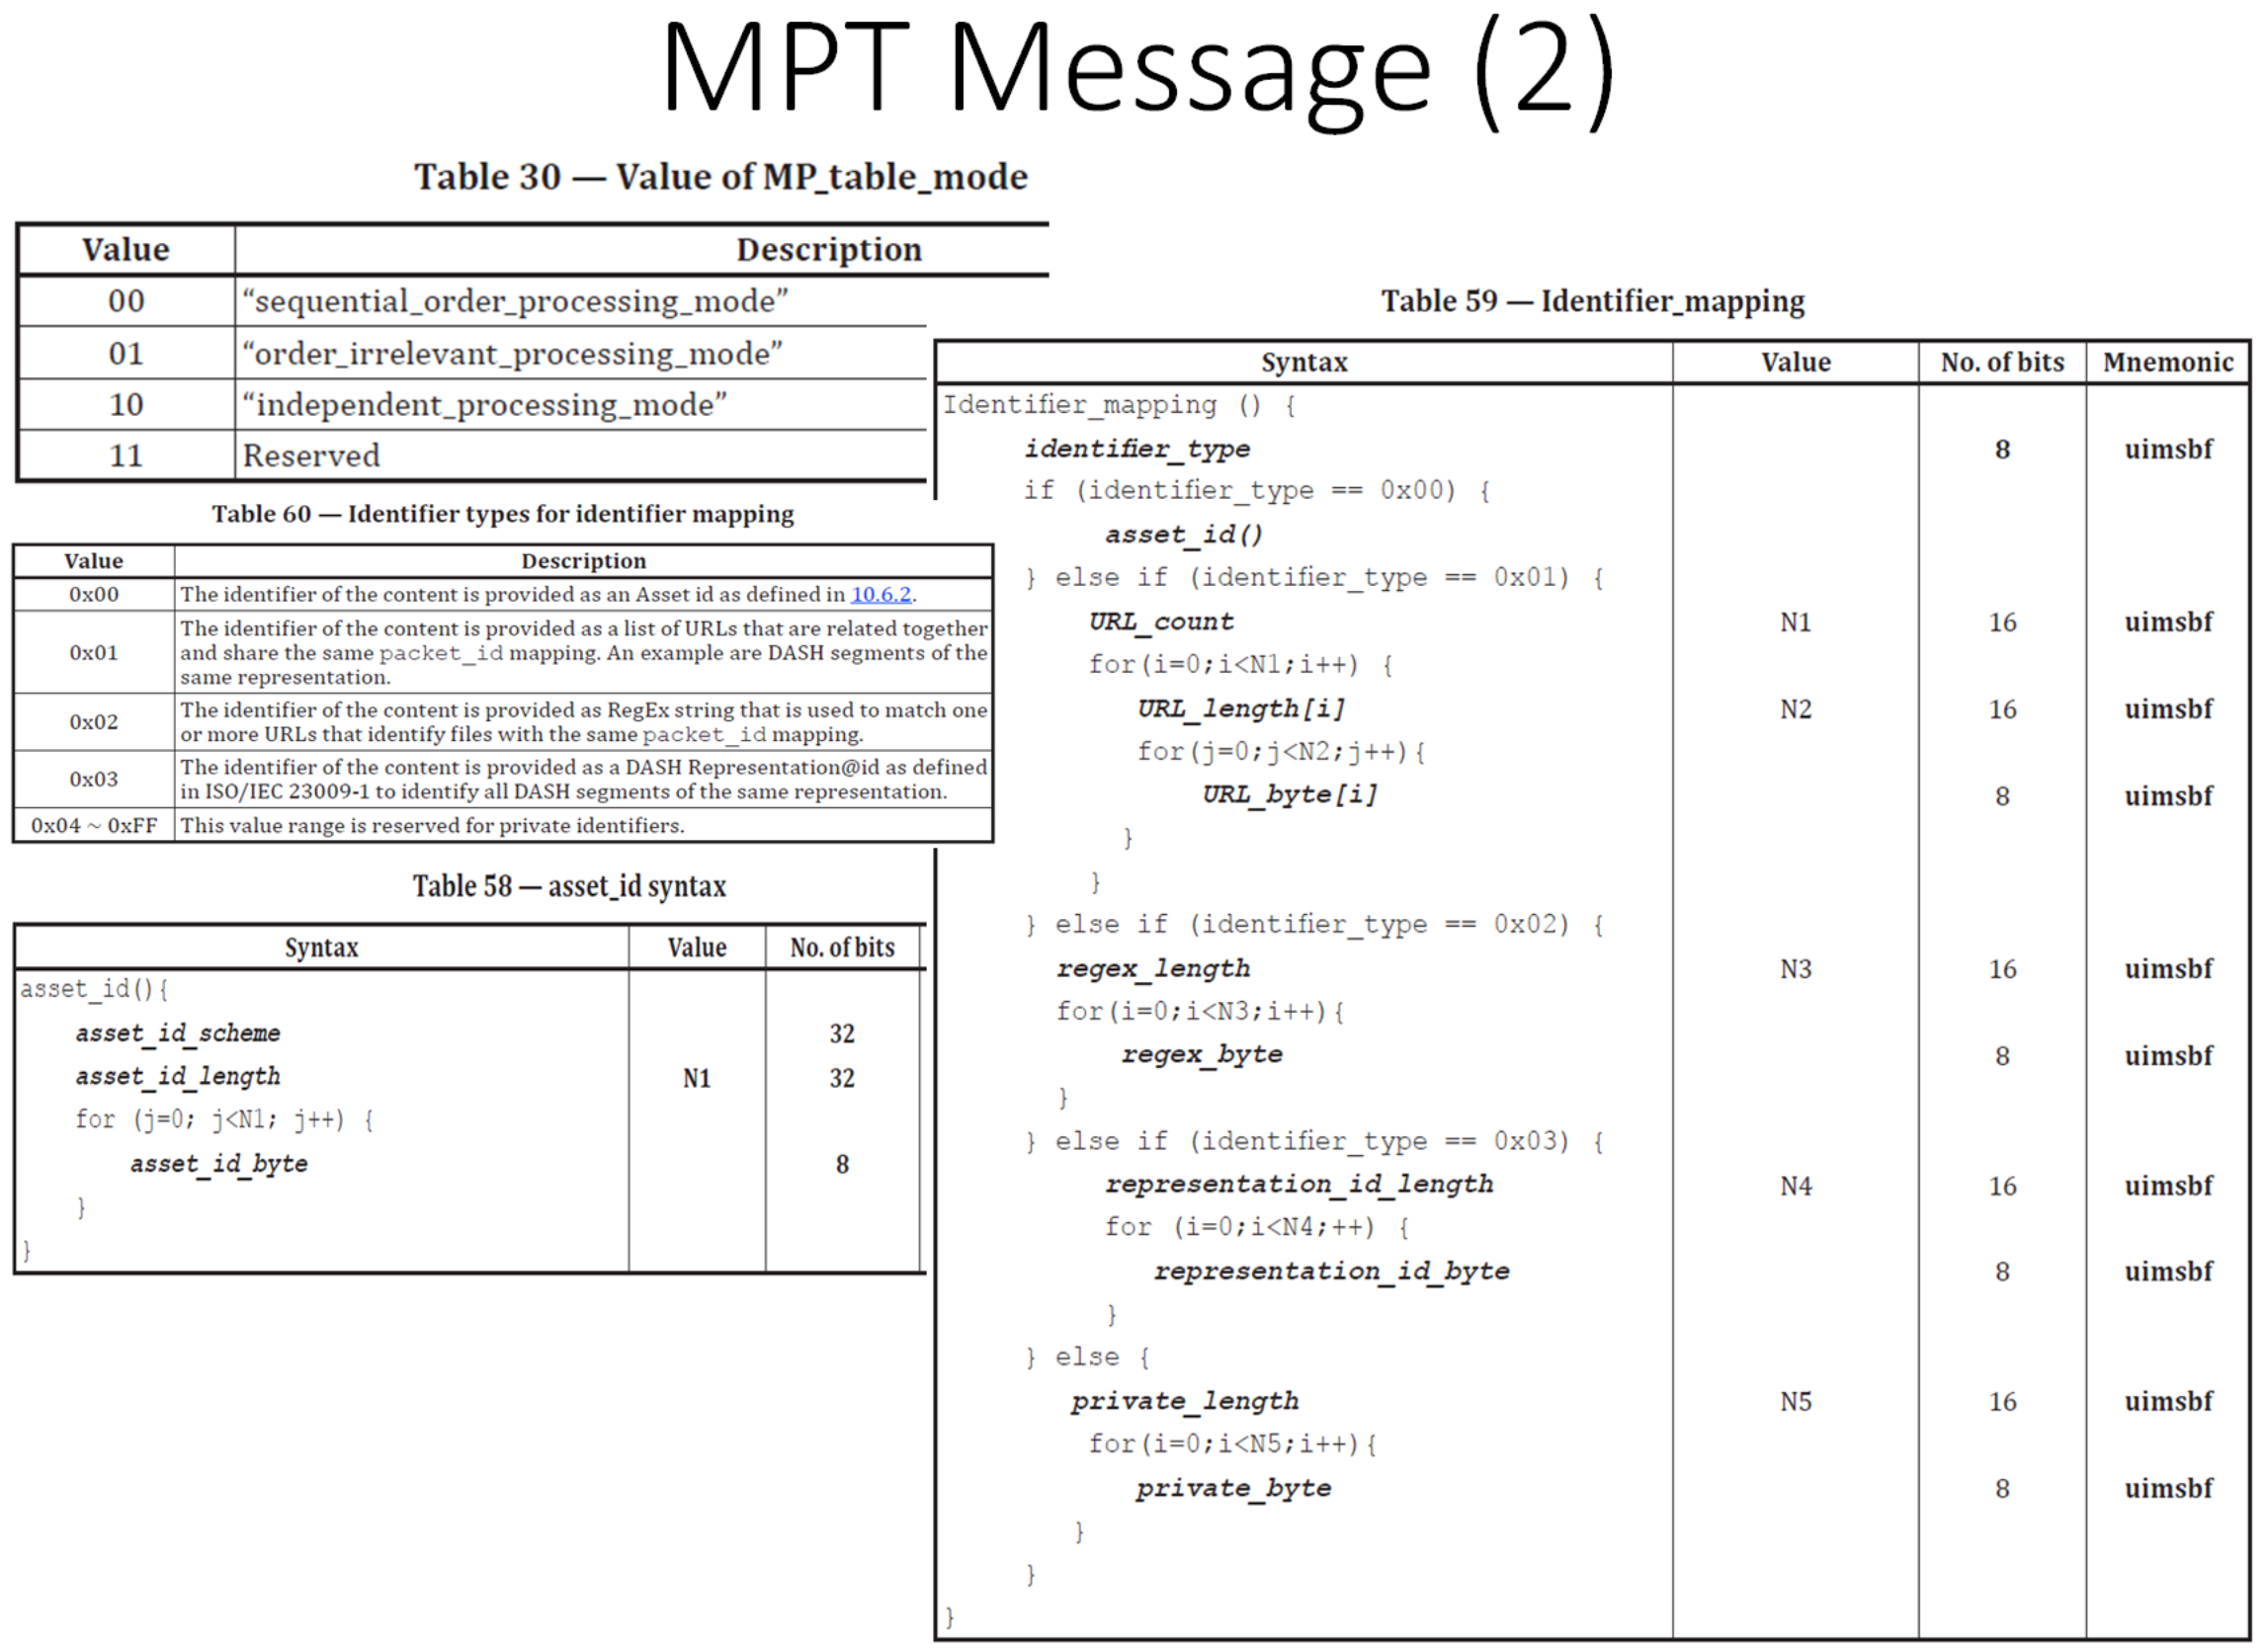 MPT Message (2)
Table 30 — Value of MP_table_mode
Value Description
00 “sequential_order_processing_mode”
01 “order_irrelevant_processing_mode”
10 “independent_processing_mode”
11 Reserved
Table 60 — Identifier types for identifier mapping
Value Description
0x00 The identifier of the content is provided as an Asset id as defined in 10.6.2.
0x01 The identifier of the content is provided as a list of URLs that are related together
and share the same packet_id mapping. An example are DASH segments of the
same representation.
0x02 The identifier of the content is provided as RegEx string that is used to match one
or more URLs that identify files with the same packet_id mapping.
0x03 The identifier of the content is provided as a DASH Representation@id as defined
in ISO/IEC 23009-1 to identify all DASH segments of the same representation.
0x04 ~ 0xFF This value range is reserved for private identifiers.
Table 58 — asset_id syntax
Syntax Value No. of bits
asset_id(){
asset_id_scheme 32
asset_id_length N1 32
for (j=0; j<N1; j++) {
asset_id_byte 8
}
}
Table 59 — Identifier_mapping
Syntax Value No. of bits Mnemonic
Identifier_mapping () {
identifier_type 8 uimsbf
if (identifier_type == 0x00) {
asset_id()
} else if (identifier_type == 0x01) {
URL_count N1 16 uimsbf
for(i=0;i<N1;i++) {
URL_length[i] N2 16 uimsbf
for(j=0;j<N2;j++){
URL_byte[i] 8 uimsbf
}
}
} else if (identifier_type == 0x02) {
regex_length N3 16 uimsbf
for(i=0;i<N3;i++){
regex_byte 8 uimsbf
}
} else if (identifier_type == 0x03) {
representation_id_length N4 16 uimsbf
for (i=0;i<N4;++) {
representation_id_byte 8 uimsbf
}
} else {
private_length N5 16 uimsbf
for(i=0;i<N5;i++){
private_byte 8 uimsbf
}
}
}